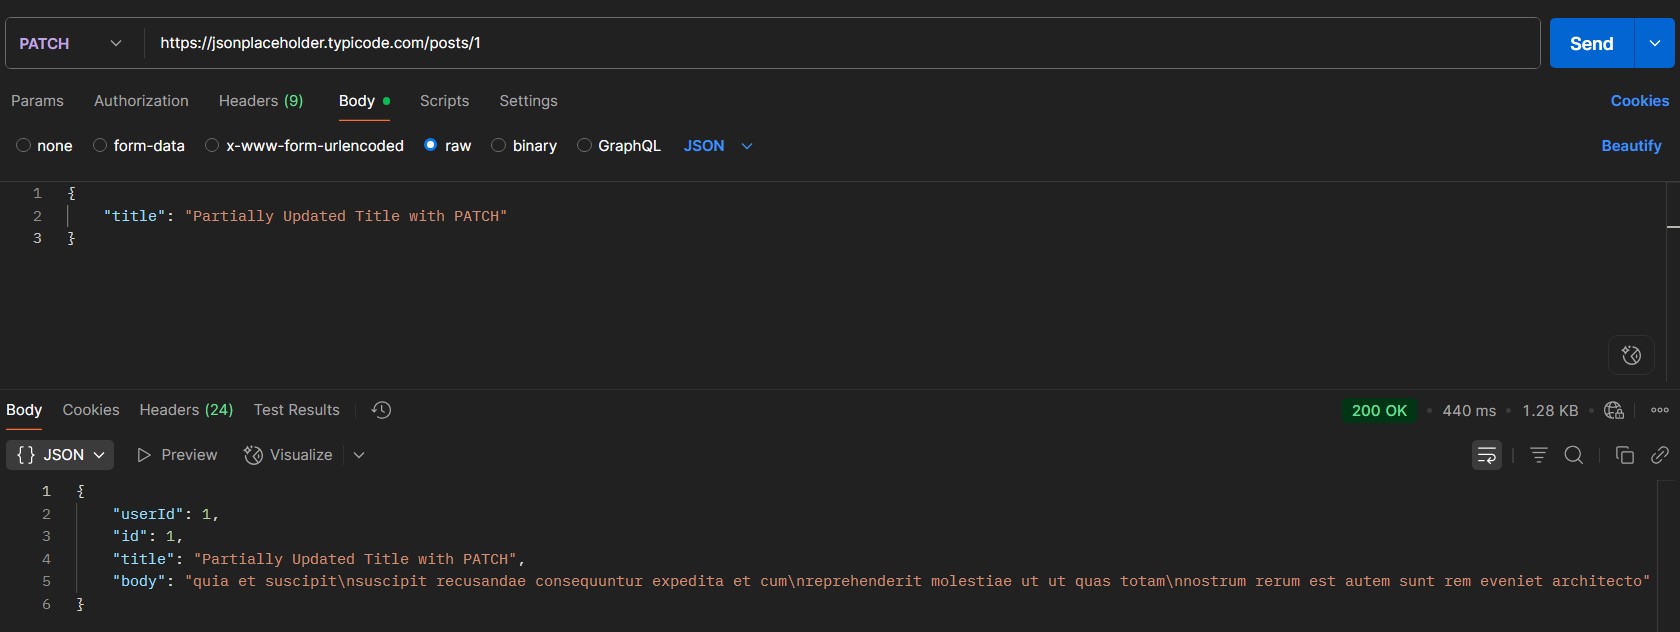 PATCH https://jsonplaceholder.typicode.com/posts/1 Send
Params Authorization Headers (9) Body Scripts Settings Cookies
none form-data x-www-form-urlencoded raw binary GraphQL JSON Beautify
1 {
2 "title": "Partially Updated Title with PATCH"
3 }
Body Cookies Headers (24) Test Results 200 OK 440 ms 1.28 KB
{} JSON Preview Visualize
1 {
2 "userId": 1,
3 "id": 1,
4 "title": "Partially Updated Title with PATCH",
5 "body": "quia et suscipit\nsuscipit recusandae consequuntur expedita et cum\nreprehenderit molestiae ut ut quas totam\nnostrum rerum est autem sunt rem eveniet architecto"
6 }